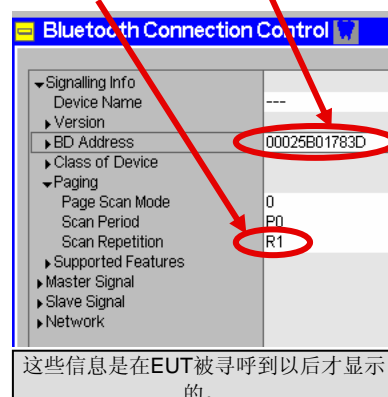 Bluetooth Connection Control
Signalling Info
Device Name ---
Version
BD Address 00025B01783D
Class of Device
Paging
Page Scan Mode 0
Scan Period P0
Scan Repetition R1
Supported Features
Master Signal
Slave Signal
Network
这些信息是在EUT被寻呼到以后才显示
的。